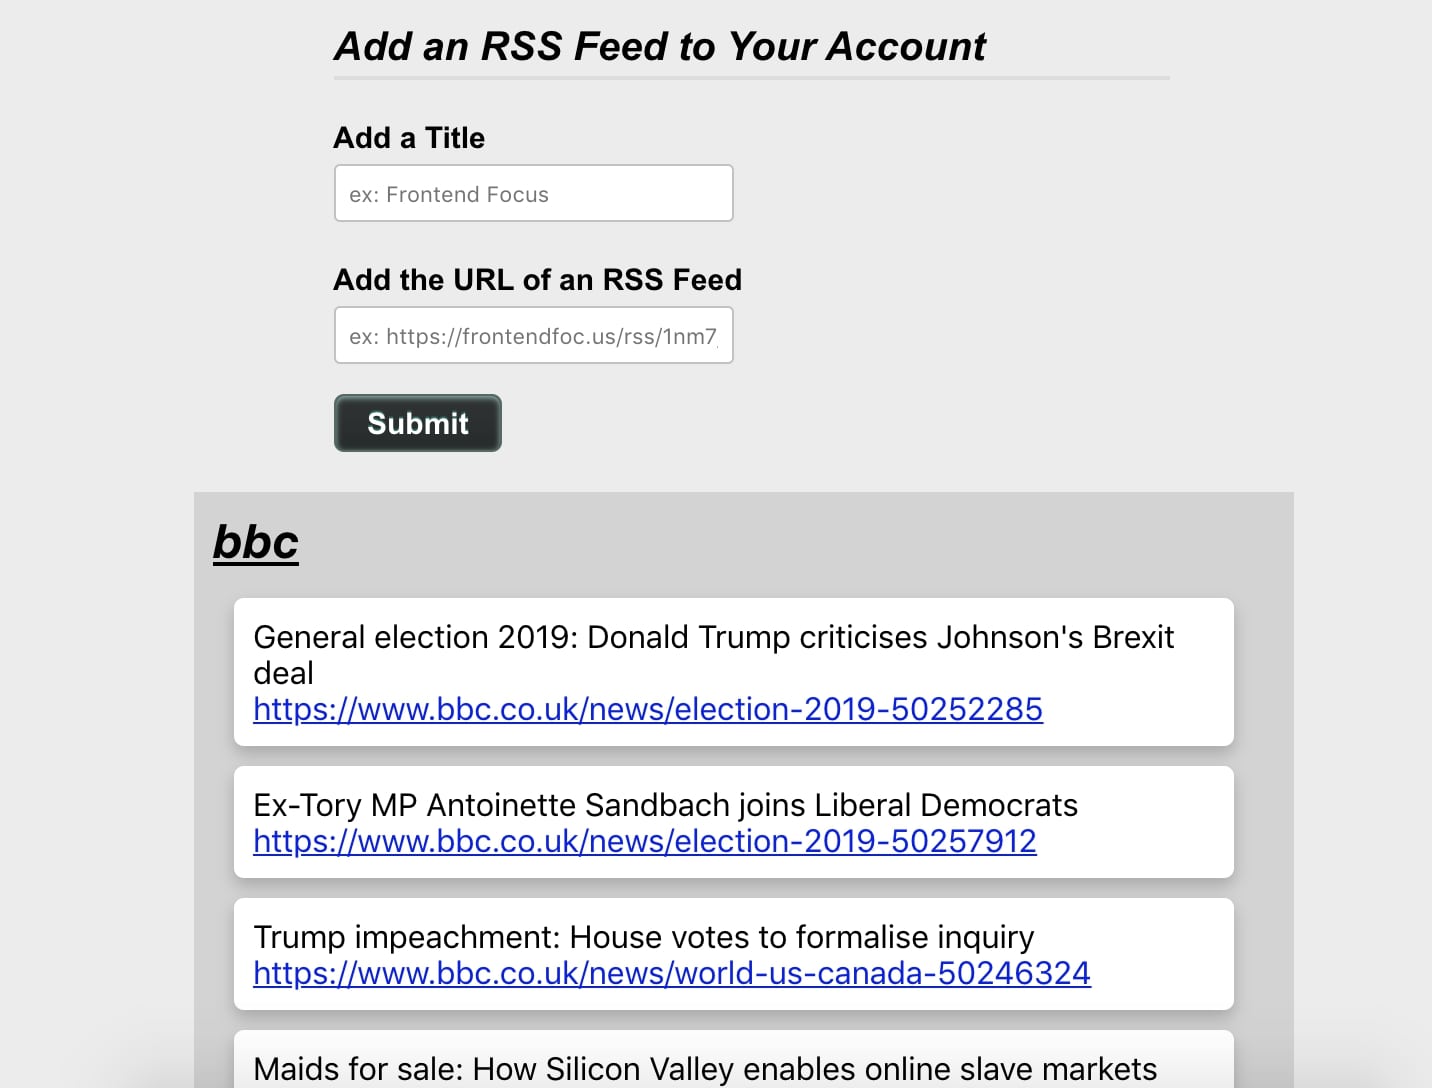 Add an RSS Feed to Your Account
Add a Title
ex: Frontend Focus
Add the URL of an RSS Feed
ex: https://frontendfoc.us/rss/1nm7
Submit
bbc
General election 2019: Donald Trump criticises Johnson's Brexit
deal
https://www.bbc.co.uk/news/election-2019-50252285
Ex-Tory MP Antoinette Sandbach joins Liberal Democrats
https://www.bbc.co.uk/news/election-2019-50257912
Trump impeachment: House votes to formalise inquiry
https://www.bbc.co.uk/news/world-us-canada-50246324
Maids for sale: How Silicon Valley enables online slave markets